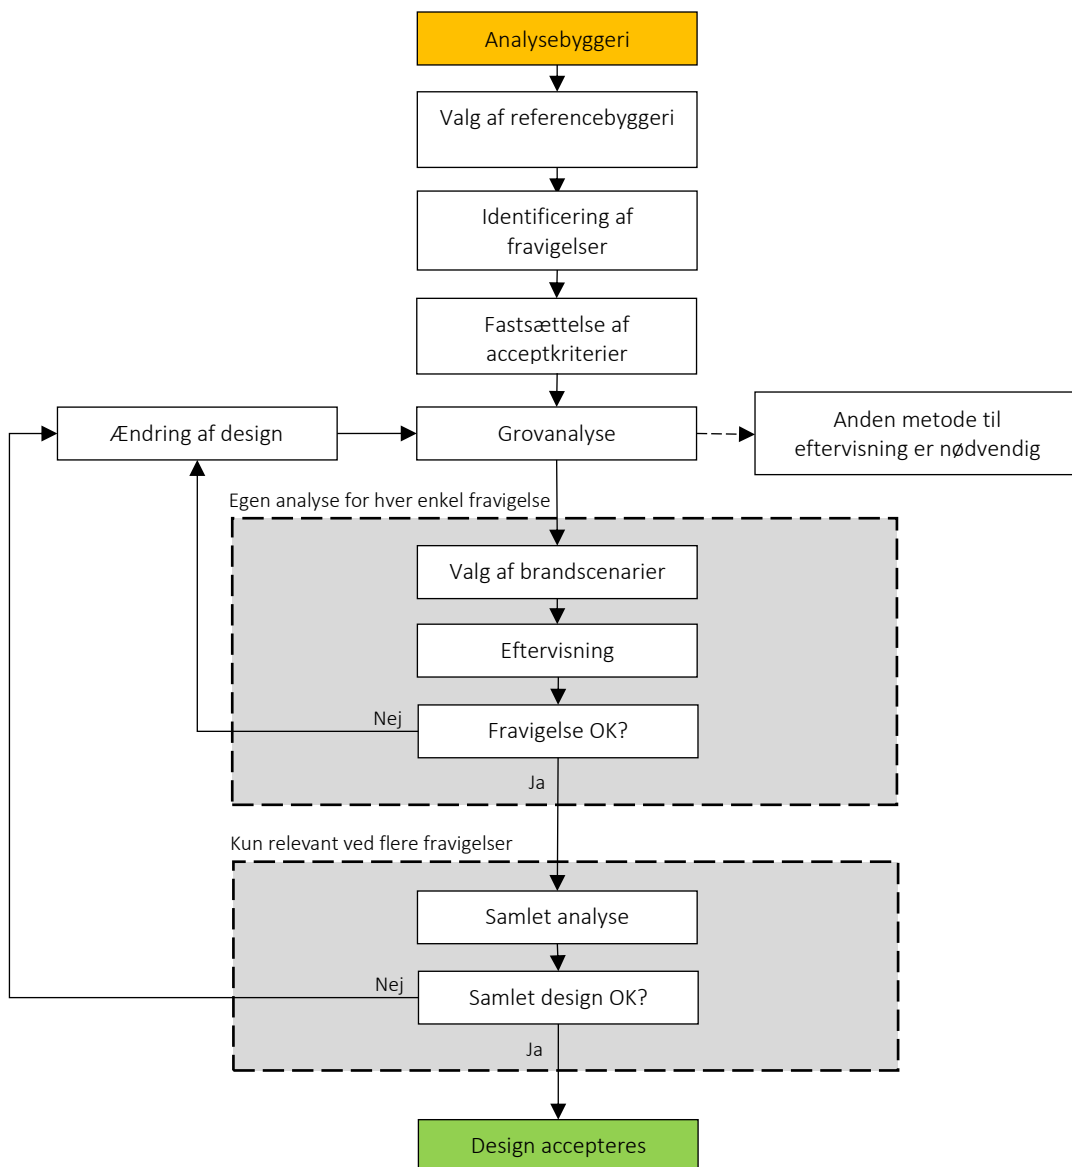 Analysebyggeri
Valg af referencebyggeri
Identificering af
fravigelser
Fastsættelse af
acceptkriterier
Ændring af design
Grovanalyse
Anden metode til
eftervisning er nødvendig
Egen analyse for hver enkel fravigelse
Valg af brandscenarier
Eftervisning
Nej
Fravigelse OK?
Ja
Kun relevant ved flere fravigelser
Samlet analyse
Nej
Samlet design OK?
Ja
Design accepteres